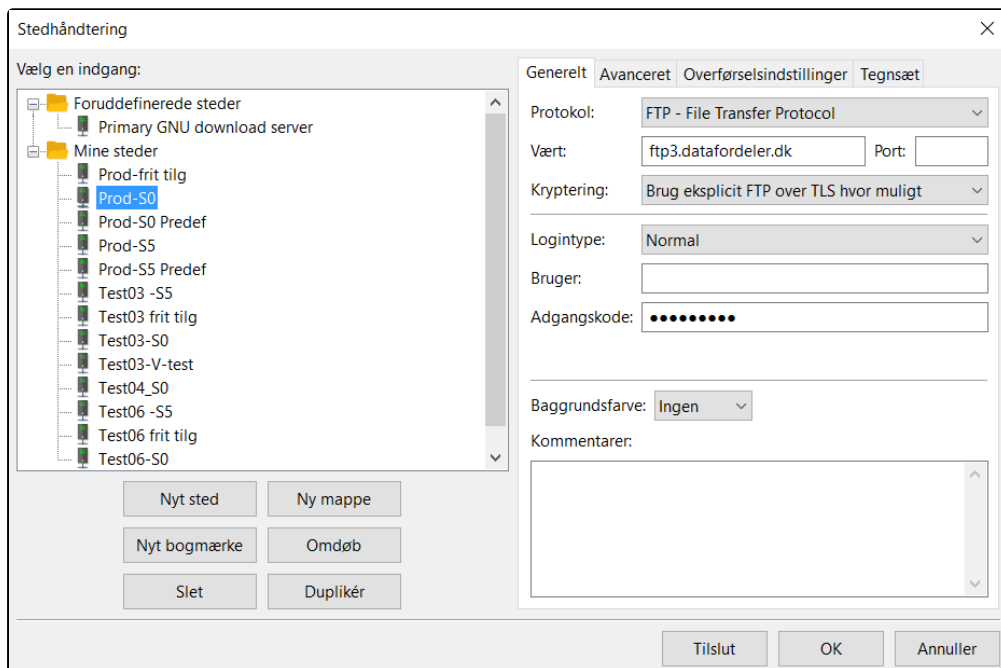 Stedhåndtering
Vælg en indgang:
Foruddefinerede steder
Primary GNU download server
Mine steder
Prod-frit tilg
Prod-S0
Prod-S0 Predef
Prod-S5
Prod-S5 Predef
Test03 -S5
Test03 frit tilg
Test03-S0
Test03-V-test
Test04_S0
Test06 -S5
Test06 frit tilg
Test06-S0
Nyt sted Ny mappe
Nyt bogmærke Omdøb
Slet Duplikér
Generelt Avanceret Overførselsindstillinger Tegnsæt
Protokol: FTP - File Transfer Protocol
Vært: ftp3.datafordeler.dk Port:
Kryptering: Brug eksplicit FTP over TLS hvor muligt
Logintype: Normal
Bruger:
Adgangskode: ●●●●●●●●●
Baggrundsfarve: Ingen
Kommentarer:
Tilslut OK Annuller